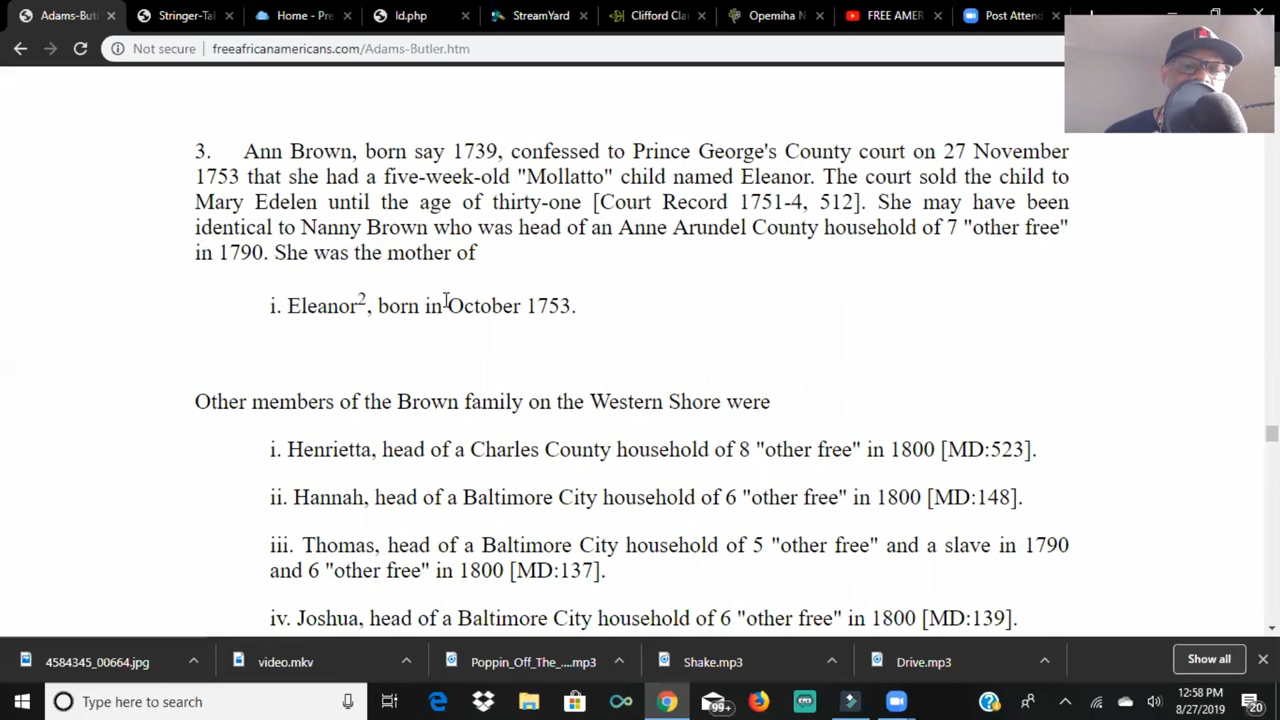 Adams-Butl
Stringer-Tal
Home - Pre
ld.php
StreamYard
Clifford Cla
Opemiha N
FREE AMER
Post Attend
Not secure | freeafricanamericans.com/Adams-Butler.htm
3. Ann Brown, born say 1739, confessed to Prince George's County court on 27 November
1753 that she had a five-week-old "Mollatto" child named Eleanor. The court sold the child to
Mary Edelen until the age of thirty-one [Court Record 1751-4, 512]. She may have been
identical to Nanny Brown who was head of an Anne Arundel County household of 7 "other free"
in 1790. She was the mother of
i. Eleanor2, born in October 1753.
Other members of the Brown family on the Western Shore were
i. Henrietta, head of a Charles County household of 8 "other free" in 1800 [MD:523].
ii. Hannah, head of a Baltimore City household of 6 "other free" in 1800 [MD:148].
iii. Thomas, head of a Baltimore City household of 5 "other free" and a slave in 1790
and 6 "other free" in 1800 [MD:137].
iv. Joshua, head of a Baltimore City household of 6 "other free" in 1800 [MD:139].
4584345_00664.jpg
video.mkv
Poppin_Off_The_....mp3
Shake.mp3
Drive.mp3
Show all
Type here to search
99+
12:58 PM
8/27/2019
20